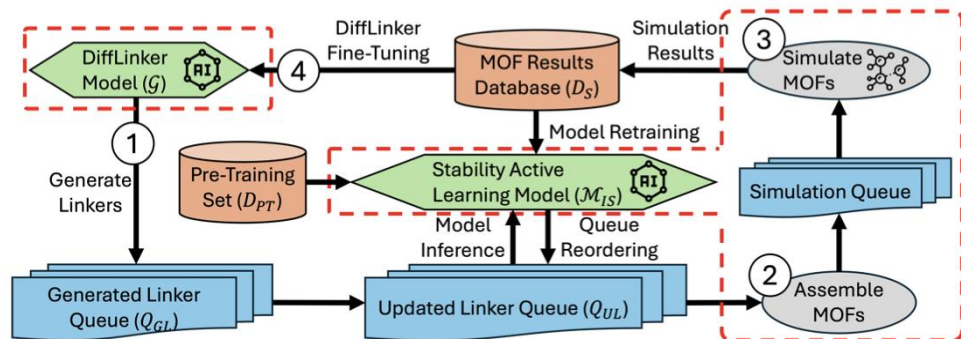 DiffLinker
Model (𝒢)
AI
DiffLinker
Fine-Tuning
4
MOF Results
Database (D_S)
Simulation
Results
3
Simulate
MOFs
1
Generate
Linkers
Pre-Training
Set (D_PT)
Model Retraining
Stability Active
Learning Model (ℳ_IS)
AI
Simulation Queue
Model
Inference
Queue
Reordering
Generated Linker
Queue (Q_GL)
Updated Linker Queue (Q_UL)
2
Assemble
MOFs